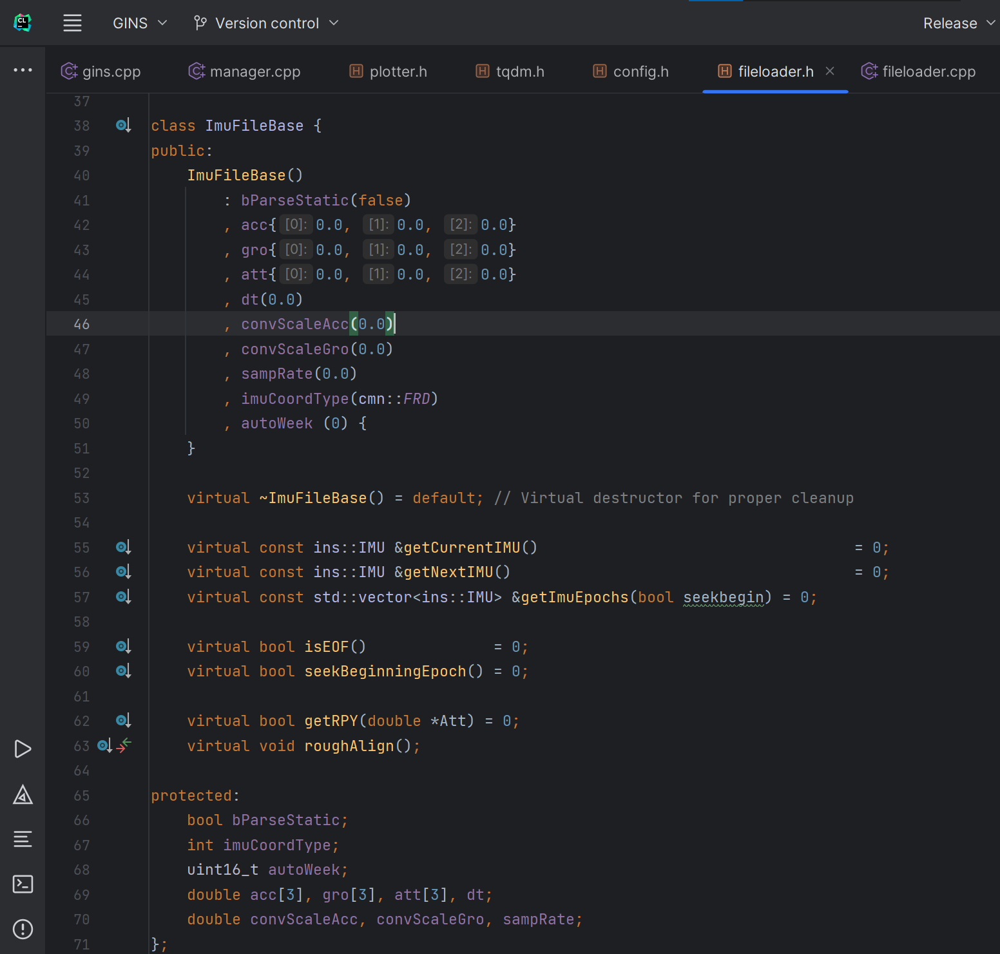 CL
GINS
Version control
Release
gins.cpp
manager.cpp
plotter.h
tqdm.h
config.h
fileloader.h
fileloader.cpp
37
38 class ImuFileBase {
39 public:
40     ImuFileBase()
41         : bParseStatic(false)
42         , acc{ [0]: 0.0, [1]: 0.0, [2]: 0.0}
43         , gro{ [0]: 0.0, [1]: 0.0, [2]: 0.0}
44         , att{ [0]: 0.0, [1]: 0.0, [2]: 0.0}
45         , dt(0.0)
46         , convScaleAcc(0.0)
47         , convScaleGro(0.0)
48         , sampRate(0.0)
49         , imuCoordType(cmn::FRD)
50         , autoWeek (0) {
51     }
52
53     virtual ~ImuFileBase() = default; // Virtual destructor for proper cleanup
54
55     virtual const ins::IMU &getCurrentIMU()                                   = 0;
56     virtual const ins::IMU &getNextIMU()                                      = 0;
57     virtual const std::vector<ins::IMU> &getImuEpochs(bool seekbegin) = 0;
58
59     virtual bool isEOF()              = 0;
60     virtual bool seekBeginningEpoch() = 0;
61
62     virtual bool getRPY(double *Att) = 0;
63     virtual void roughAlign();
64
65 protected:
66     bool bParseStatic;
67     int imuCoordType;
68     uint16_t autoWeek;
69     double acc[3], gro[3], att[3], dt;
70     double convScaleAcc, convScaleGro, sampRate;
71 };